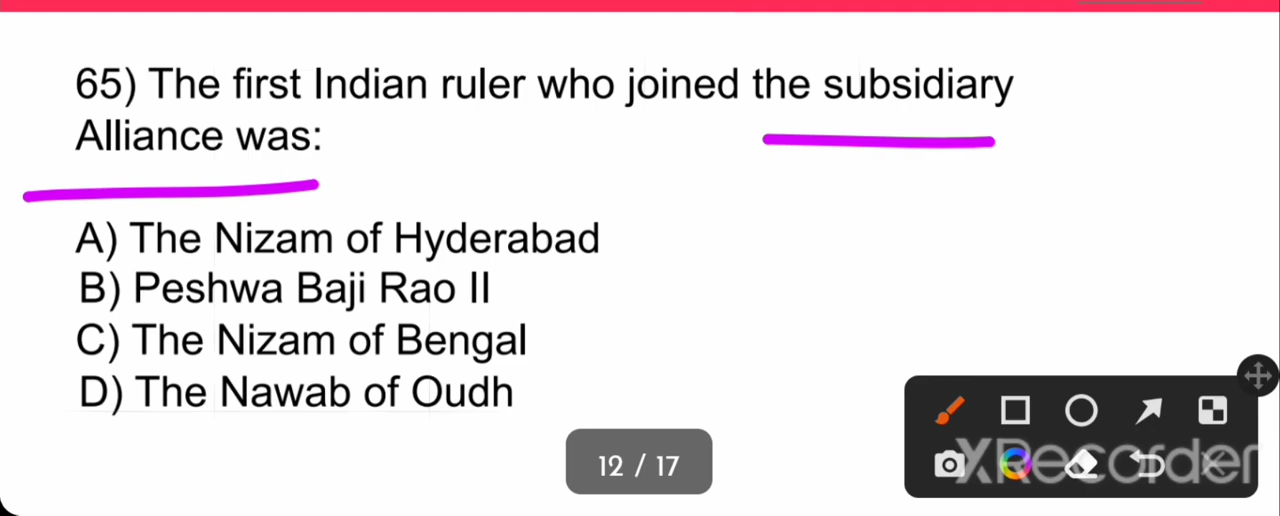 65) The first Indian ruler who joined the subsidiary
Alliance was:
A) The Nizam of Hyderabad
B) Peshwa Baji Rao II
C) The Nizam of Bengal
D) The Nawab of Oudh
12 / 17
XRecorder